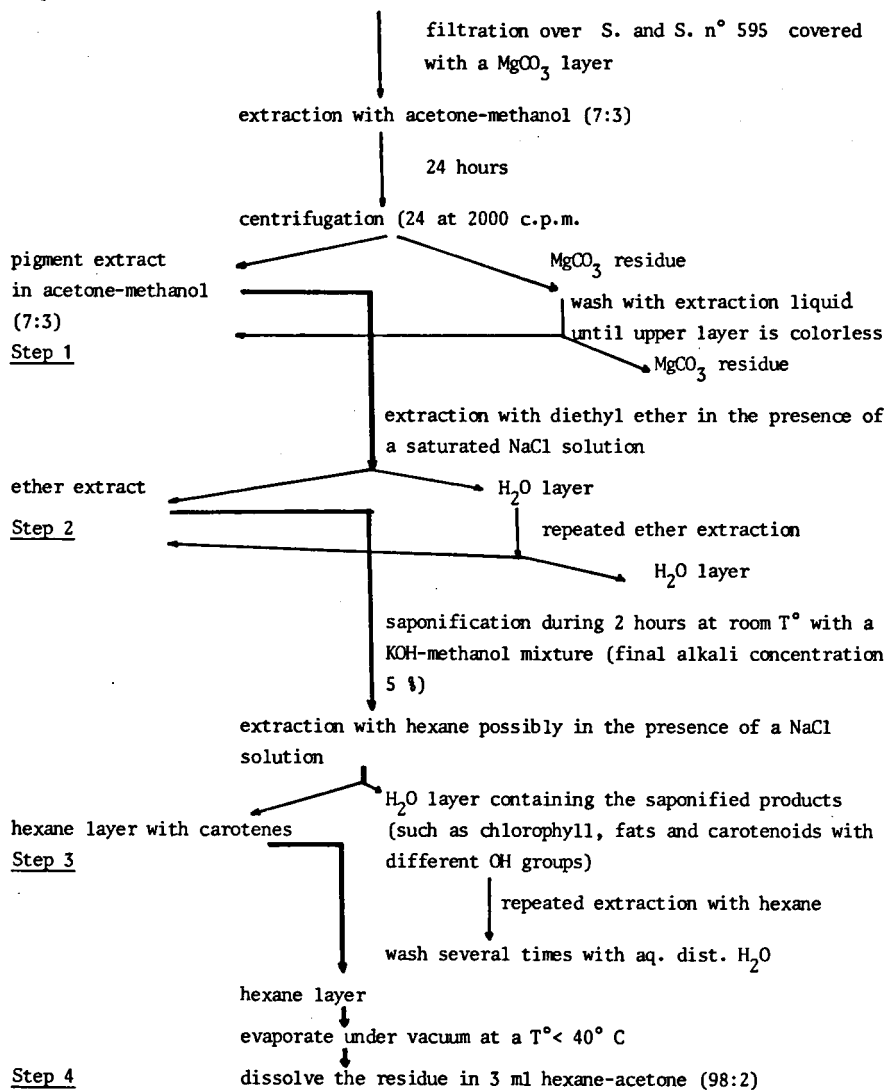 filtration over S. and S. n° 595 covered
with a MgCO3 layer
extraction with acetone-methanol (7:3)
24 hours
centrifugation (24 at 2000 c.p.m.
pigment extract
in acetone-methanol
(7:3)
Step 1
MgCO3 residue
wash with extraction liquid
until upper layer is colorless
MgCO3 residue
extraction with diethyl ether in the presence of
a saturated NaCl solution
ether extract
Step 2
H2O layer
repeated ether extraction
H2O layer
saponification during 2 hours at room T° with a
KOH-methanol mixture (final alkali concentration
5 %)
extraction with hexane possibly in the presence of a NaCl
solution
hexane layer with carotenes
Step 3
H2O layer containing the saponified products
(such as chlorophyll, fats and carotenoids with
different OH groups)
repeated extraction with hexane
wash several times with aq. dist. H2O
hexane layer
evaporate under vacuum at a T°< 40° C
Step 4 dissolve the residue in 3 ml hexane-acetone (98:2)